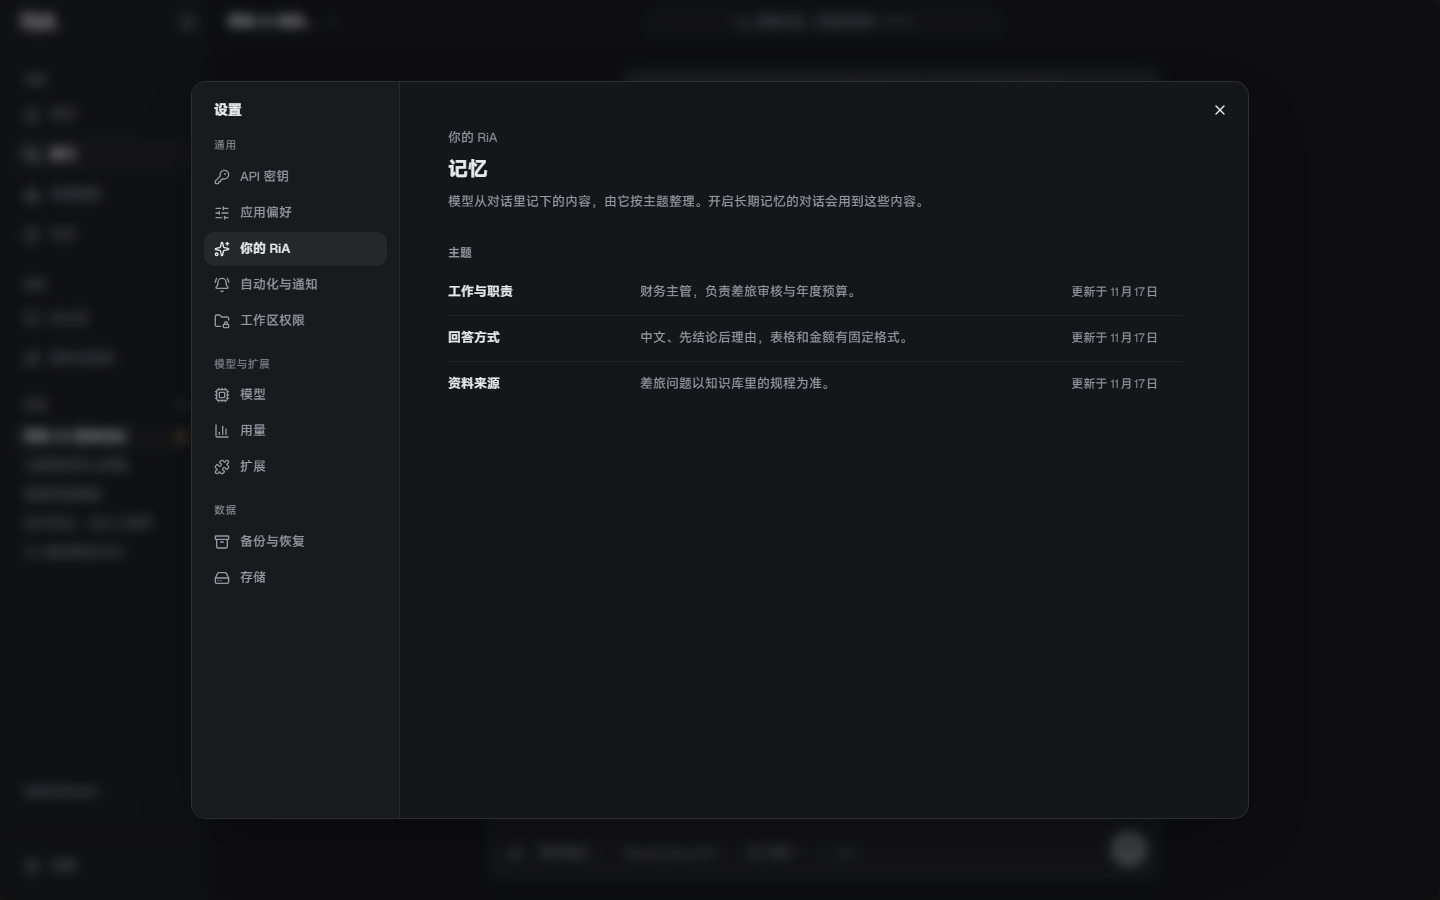 设置
通用
API 密钥
应用偏好
你的 RiA
自动化与通知
工作区权限
模型与扩展
模型
用量
扩展
数据
备份与恢复
存储
你的 RiA
记忆
模型从对话里记下的内容，由它按主题整理。开启长期记忆的对话会用到这些内容。
主题
工作与职责 财务主管，负责差旅审核与年度预算。 更新于 11月17日
回答方式 中文、先结论后理由，表格和金额有固定格式。 更新于 11月17日
资料来源 差旅问题以知识库里的规程为准。 更新于 11月17日